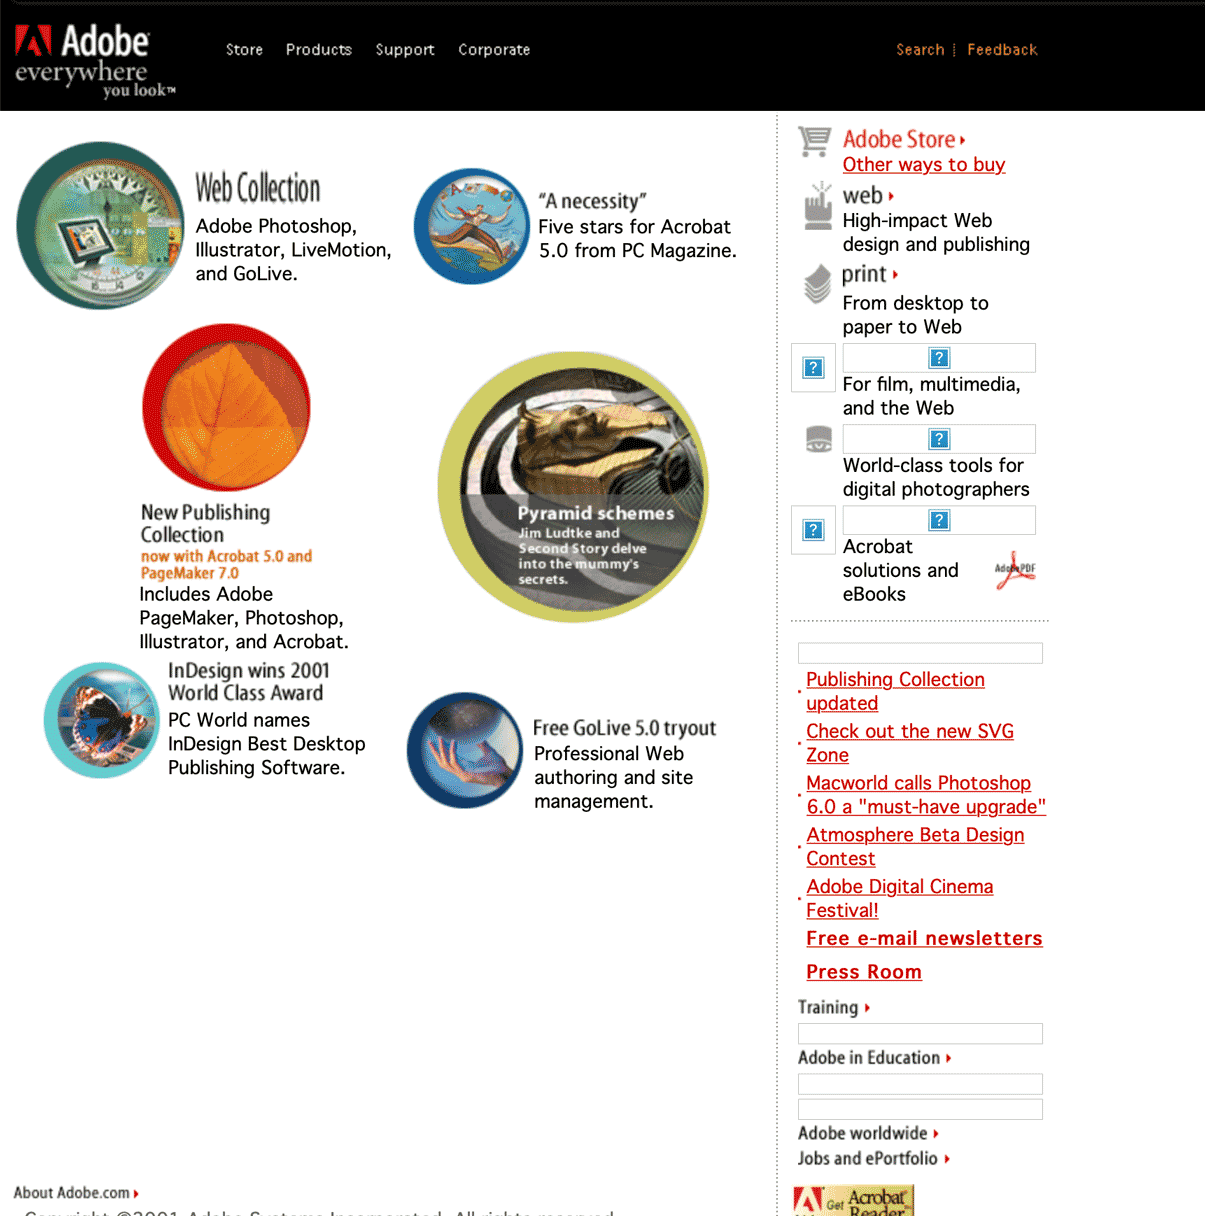 Adobe
everywhere
you look™
Store Products Support Corporate
Search Feedback
Web Collection
Adobe Photoshop,
Illustrator, LiveMotion,
and GoLive.
“A necessity”
Five stars for Acrobat
5.0 from PC Magazine.
New Publishing
Collection
now with Acrobat 5.0 and
PageMaker 7.0
Includes Adobe
PageMaker, Photoshop,
Illustrator, and Acrobat.
Pyramid schemes
Jim Ludtke and
Second Story delve
into the mummy's
secrets.
InDesign wins 2001
World Class Award
PC World names
InDesign Best Desktop
Publishing Software.
Free GoLive 5.0 tryout
Professional Web
authoring and site
management.
Adobe Store
Other ways to buy
web
High-impact Web
design and publishing
print
From desktop to
paper to Web
For film, multimedia,
and the Web
World-class tools for
digital photographers
Acrobat
solutions and
eBooks
Adobe PDF
Publishing Collection
updated
Check out the new SVG
Zone
Macworld calls Photoshop
6.0 a "must-have upgrade"
Atmosphere Beta Design
Contest
Adobe Digital Cinema
Festival!
Free e-mail newsletters
Press Room
Training
Adobe in Education
Adobe worldwide
Jobs and ePortfolio
Get Acrobat
Reader
About Adobe.com
Copyright ©2001 Adobe Systems Incorporated. All rights reserved.